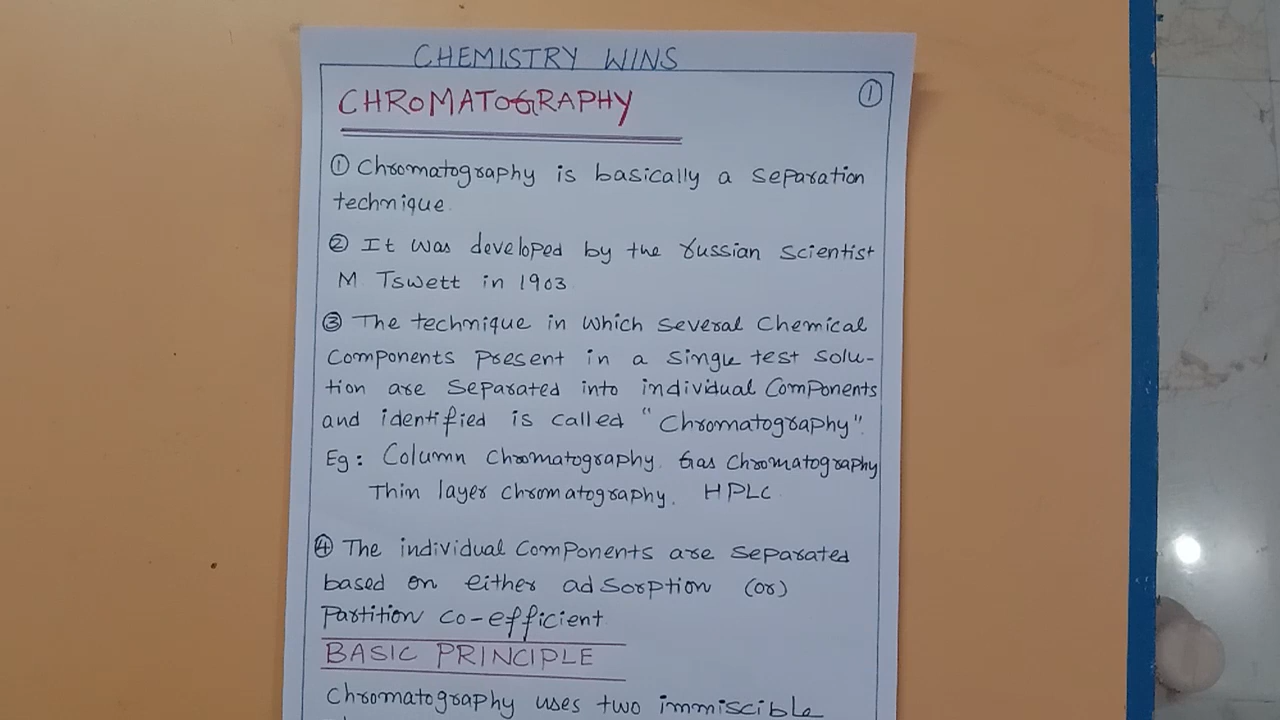 CHEMISTRY WINS
CHROMATOGRAPHY ①
① Chromatography is basically a separation
technique.
② It was developed by the russian scientist
M Tswett in 1903
③ The technique in which several chemical
components present in a single test solu-
tion are separated into individual components
and identified is called "Chromatography".
Eg: Column chromatography, Gas chromatography
Thin layer chromatography, HPLC
④ The individual components are separated
based on either adsorption (or)
Partition co-efficient
BASIC PRINCIPLE
Chromatography uses two immiscible